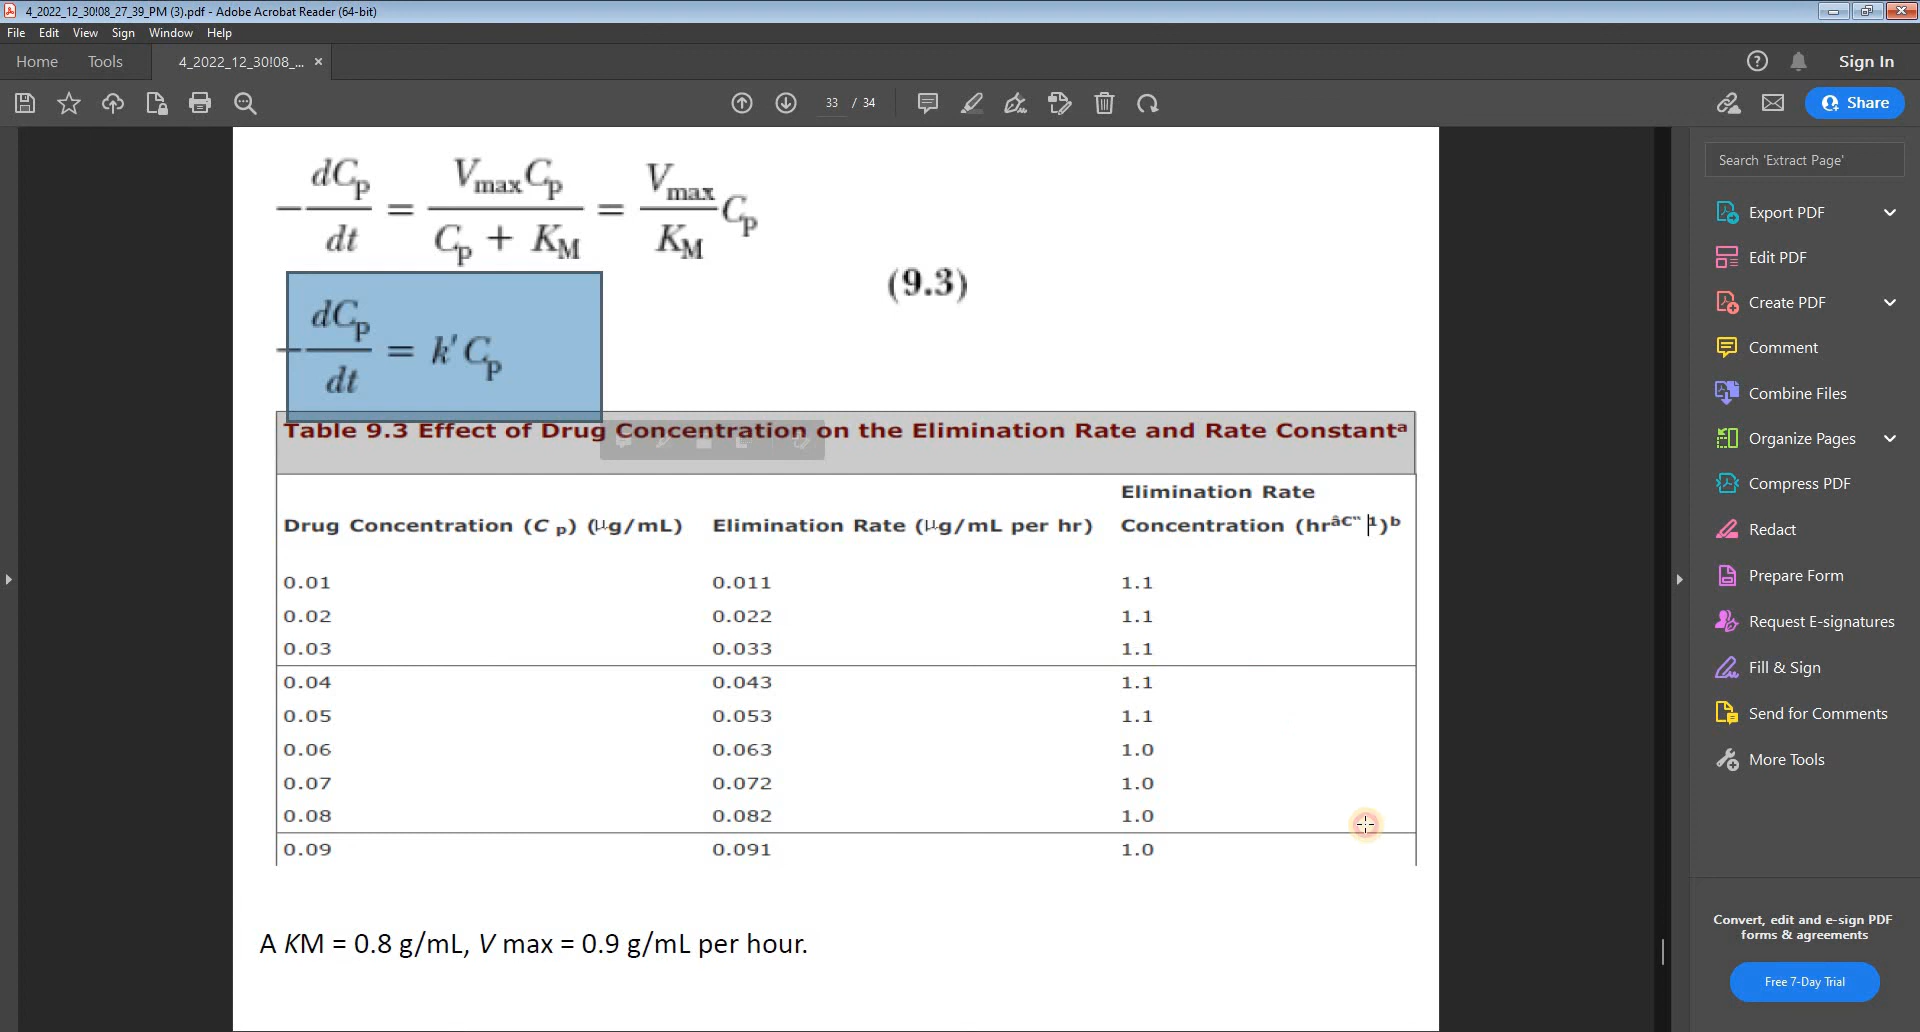 4_2022_12_30!08_27_39_PM (3).pdf - Adobe Acrobat Reader (64-bit)
File Edit View Sign Window Help
Home Tools 4_2022_12_30!08_... × Sign In
33 / 34 Share
−dCp/dt = VmaxCp/(Cp + KM) = Vmax/KM Cp
(9.3)
−dCp/dt = k′Cp
Table 9.3 Effect of Drug Concentration on the Elimination Rate and Rate Constantᵃ
Drug Concentration (C p) (μg/mL) Elimination Rate (μg/mL per hr) Elimination Rate Concentration (hrâ€“ 1)b
0.01 0.011 1.1
0.02 0.022 1.1
0.03 0.033 1.1
0.04 0.043 1.1
0.05 0.053 1.1
0.06 0.063 1.0
0.07 0.072 1.0
0.08 0.082 1.0
0.09 0.091 1.0
A KM = 0.8 g/mL, V max = 0.9 g/mL per hour.
Search 'Extract Page'
Export PDF
Edit PDF
Create PDF
Comment
Combine Files
Organize Pages
Compress PDF
Redact
Prepare Form
Request E-signatures
Fill & Sign
Send for Comments
More Tools
Convert, edit and e-sign PDF
forms & agreements
Free 7-Day Trial